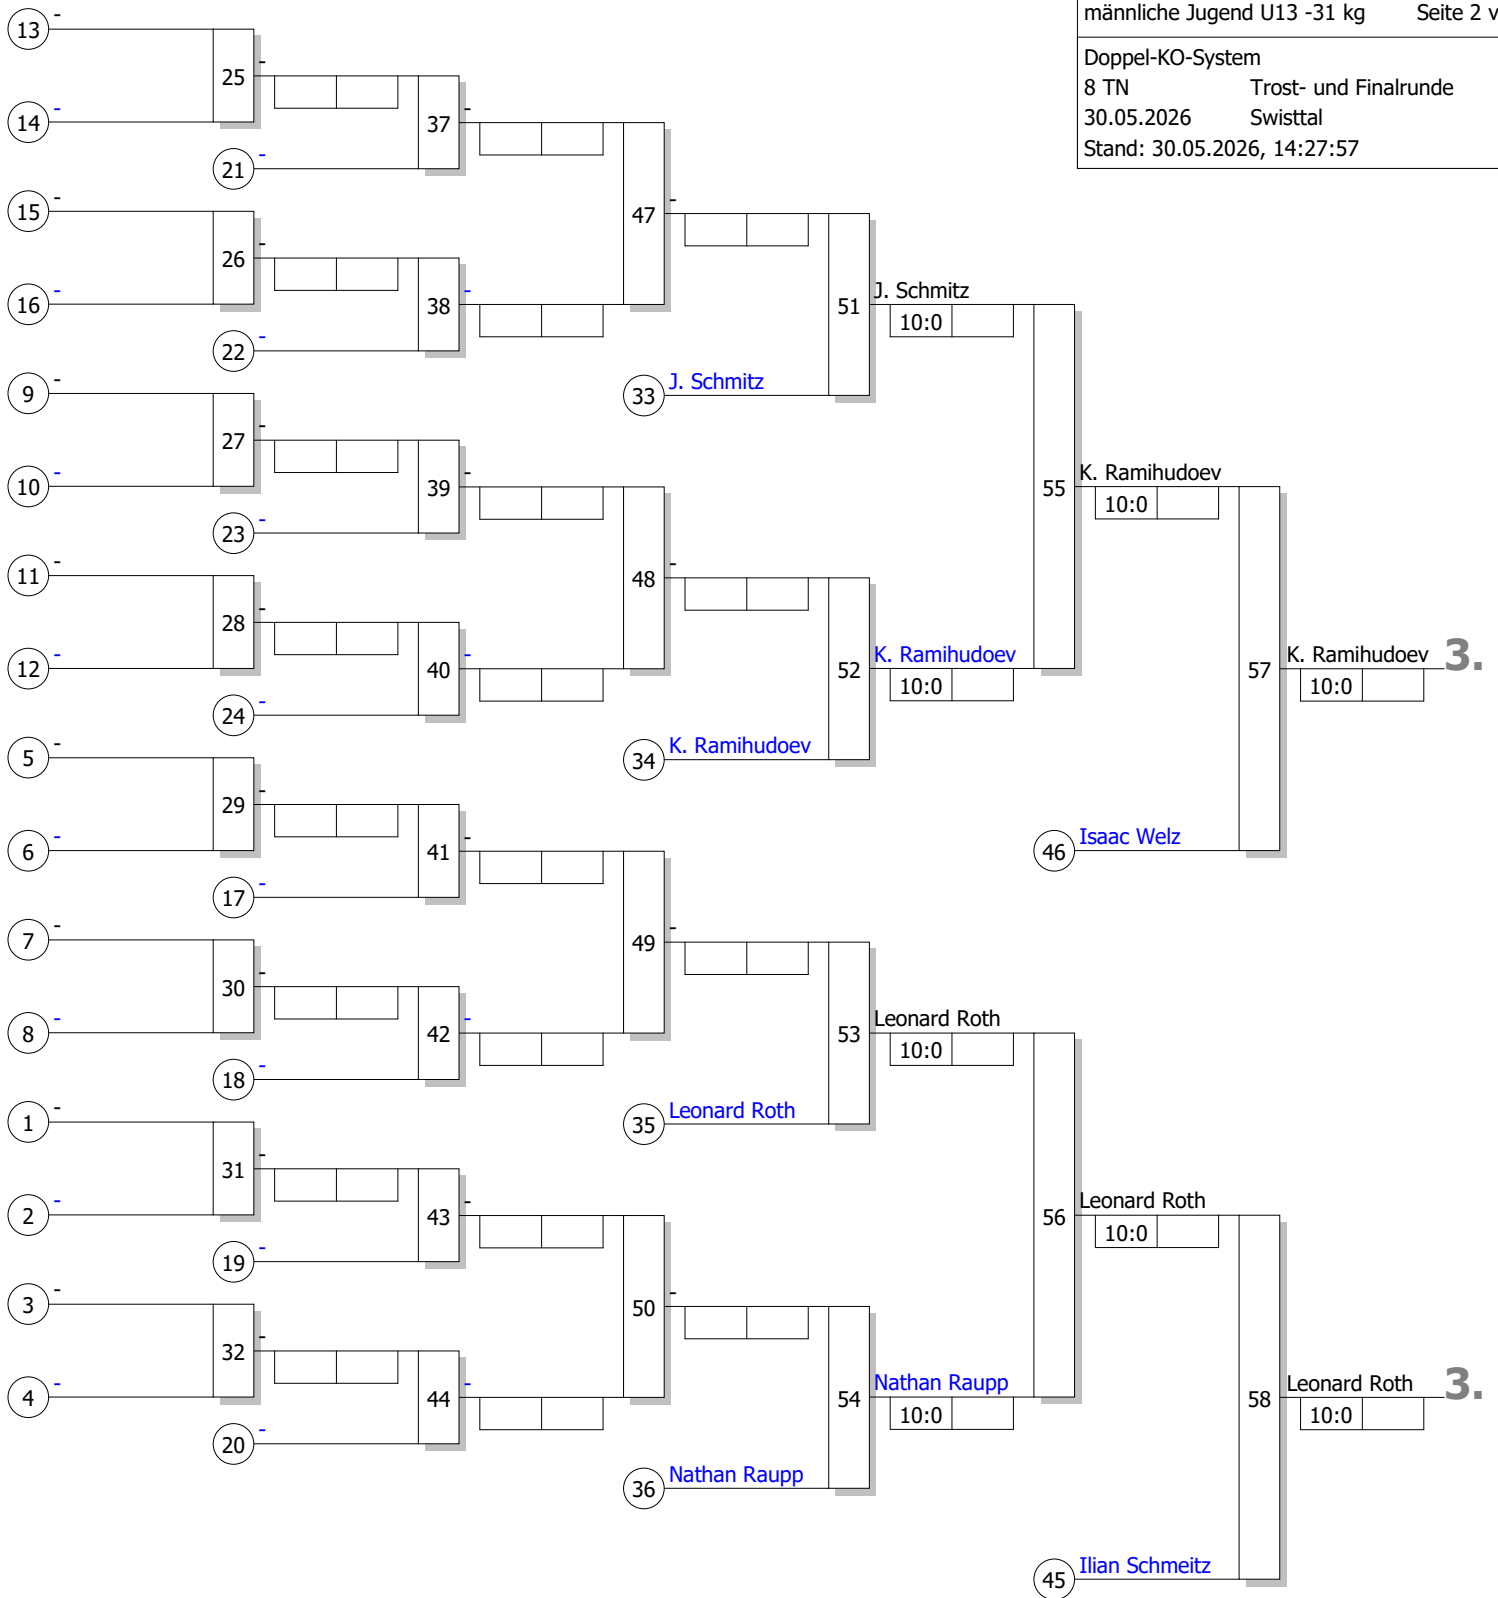 männliche Jugend U13 -31 kg Seite 2 v
Doppel-KO-System
8 TN Trost- und Finalrunde
30.05.2026 Swisttal
Stand: 30.05.2026, 14:27:57
13 -
25 -
14 -
37 -
21 -
15 -
47 -
26 -
16 -
38 -
51 J. Schmitz
10:0
22 -
33 J. Schmitz
9 -
27 -
10 -
39 -
55 K. Ramihudoev
10:0
23 -
11 -
48 -
28 -
12 -
40 -
52 K. Ramihudoev
10:0
57 K. Ramihudoev 3.
10:0
24 -
34 K. Ramihudoev
5 -
29 -
6 -
41 -
46 Isaac Welz
17 -
7 -
49 -
30 -
8 -
42 -
53 Leonard Roth
10:0
18 -
35 Leonard Roth
1 -
31 -
2 -
43 -
56 Leonard Roth
10:0
19 -
3 -
50 -
32 -
4 -
44 -
54 Nathan Raupp
10:0
58 Leonard Roth 3.
10:0
20 -
36 Nathan Raupp
45 Ilian Schmeitz